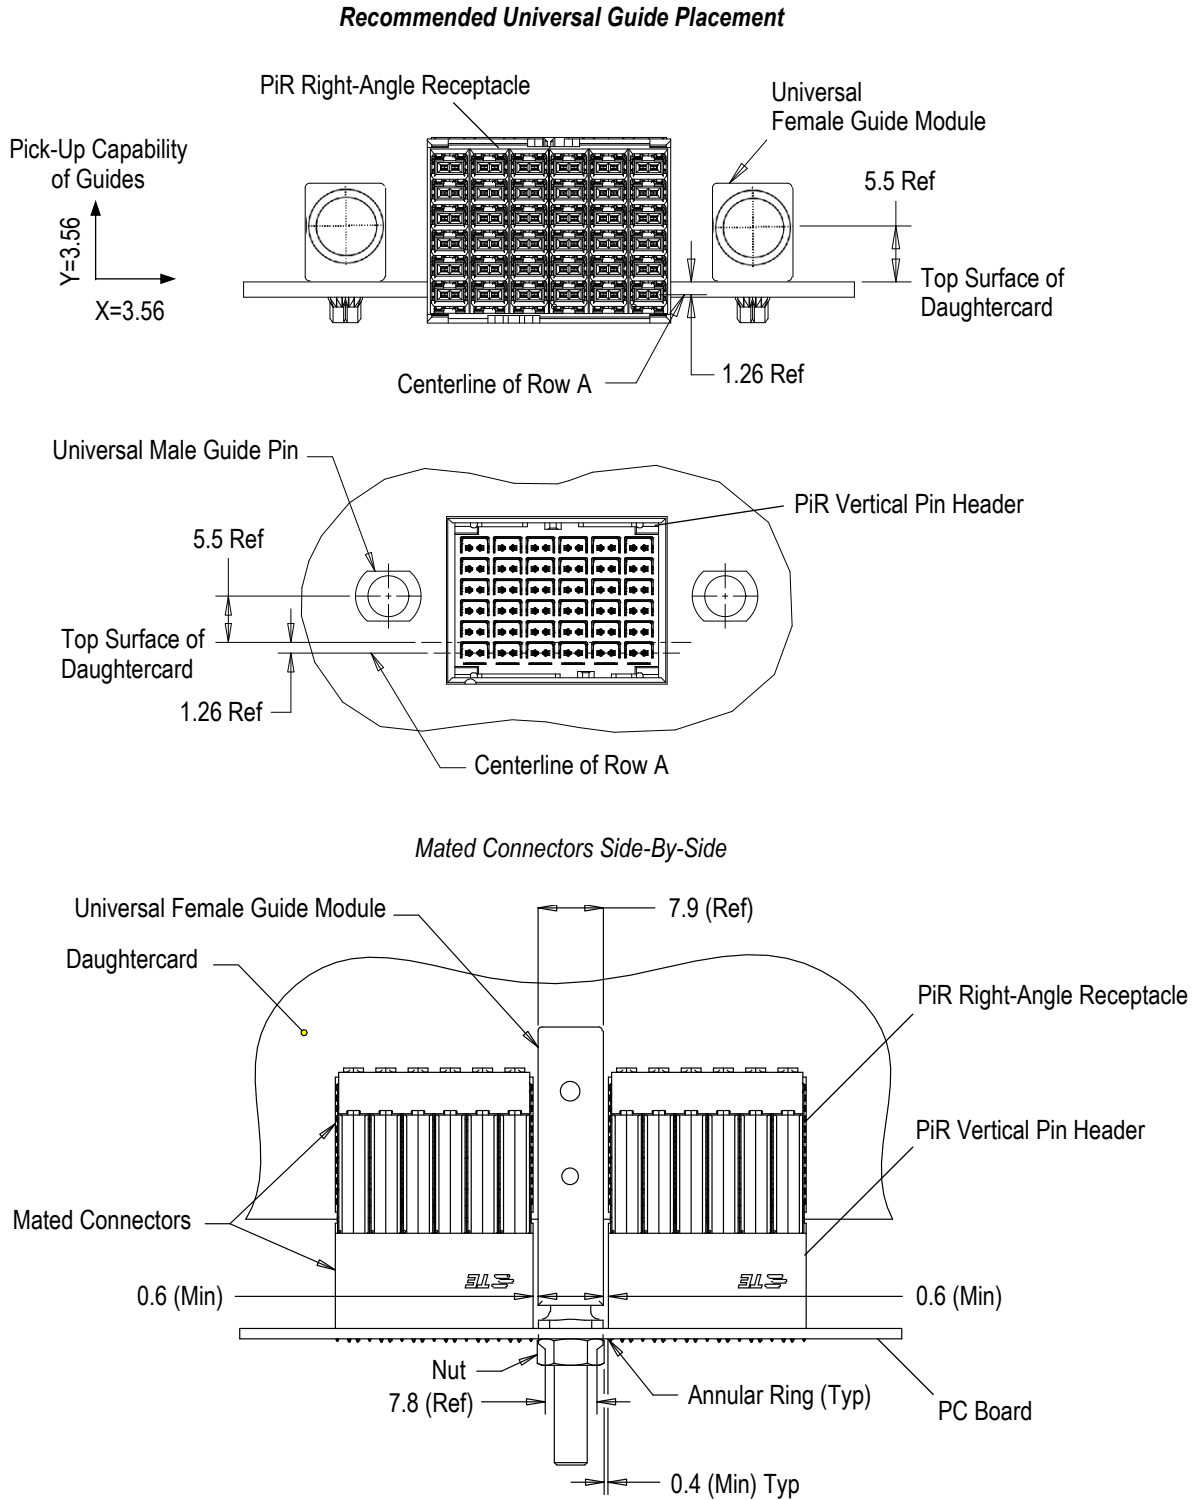 Recommended Universal Guide Placement
PiR Right-Angle Receptacle
Universal
Female Guide Module
Pick-Up Capability
of Guides
5.5 Ref
Y=3.56
X=3.56
Top Surface of
Daughtercard
Centerline of Row A
1.26 Ref
Universal Male Guide Pin
PiR Vertical Pin Header
5.5 Ref
Top Surface of
Daughtercard
1.26 Ref
Centerline of Row A
Mated Connectors Side-By-Side
Universal Female Guide Module
7.9 (Ref)
Daughtercard
PiR Right-Angle Receptacle
PiR Vertical Pin Header
Mated Connectors
TE
TE
0.6 (Min)
0.6 (Min)
Nut
7.8 (Ref)
Annular Ring (Typ)
PC Board
0.4 (Min) Typ